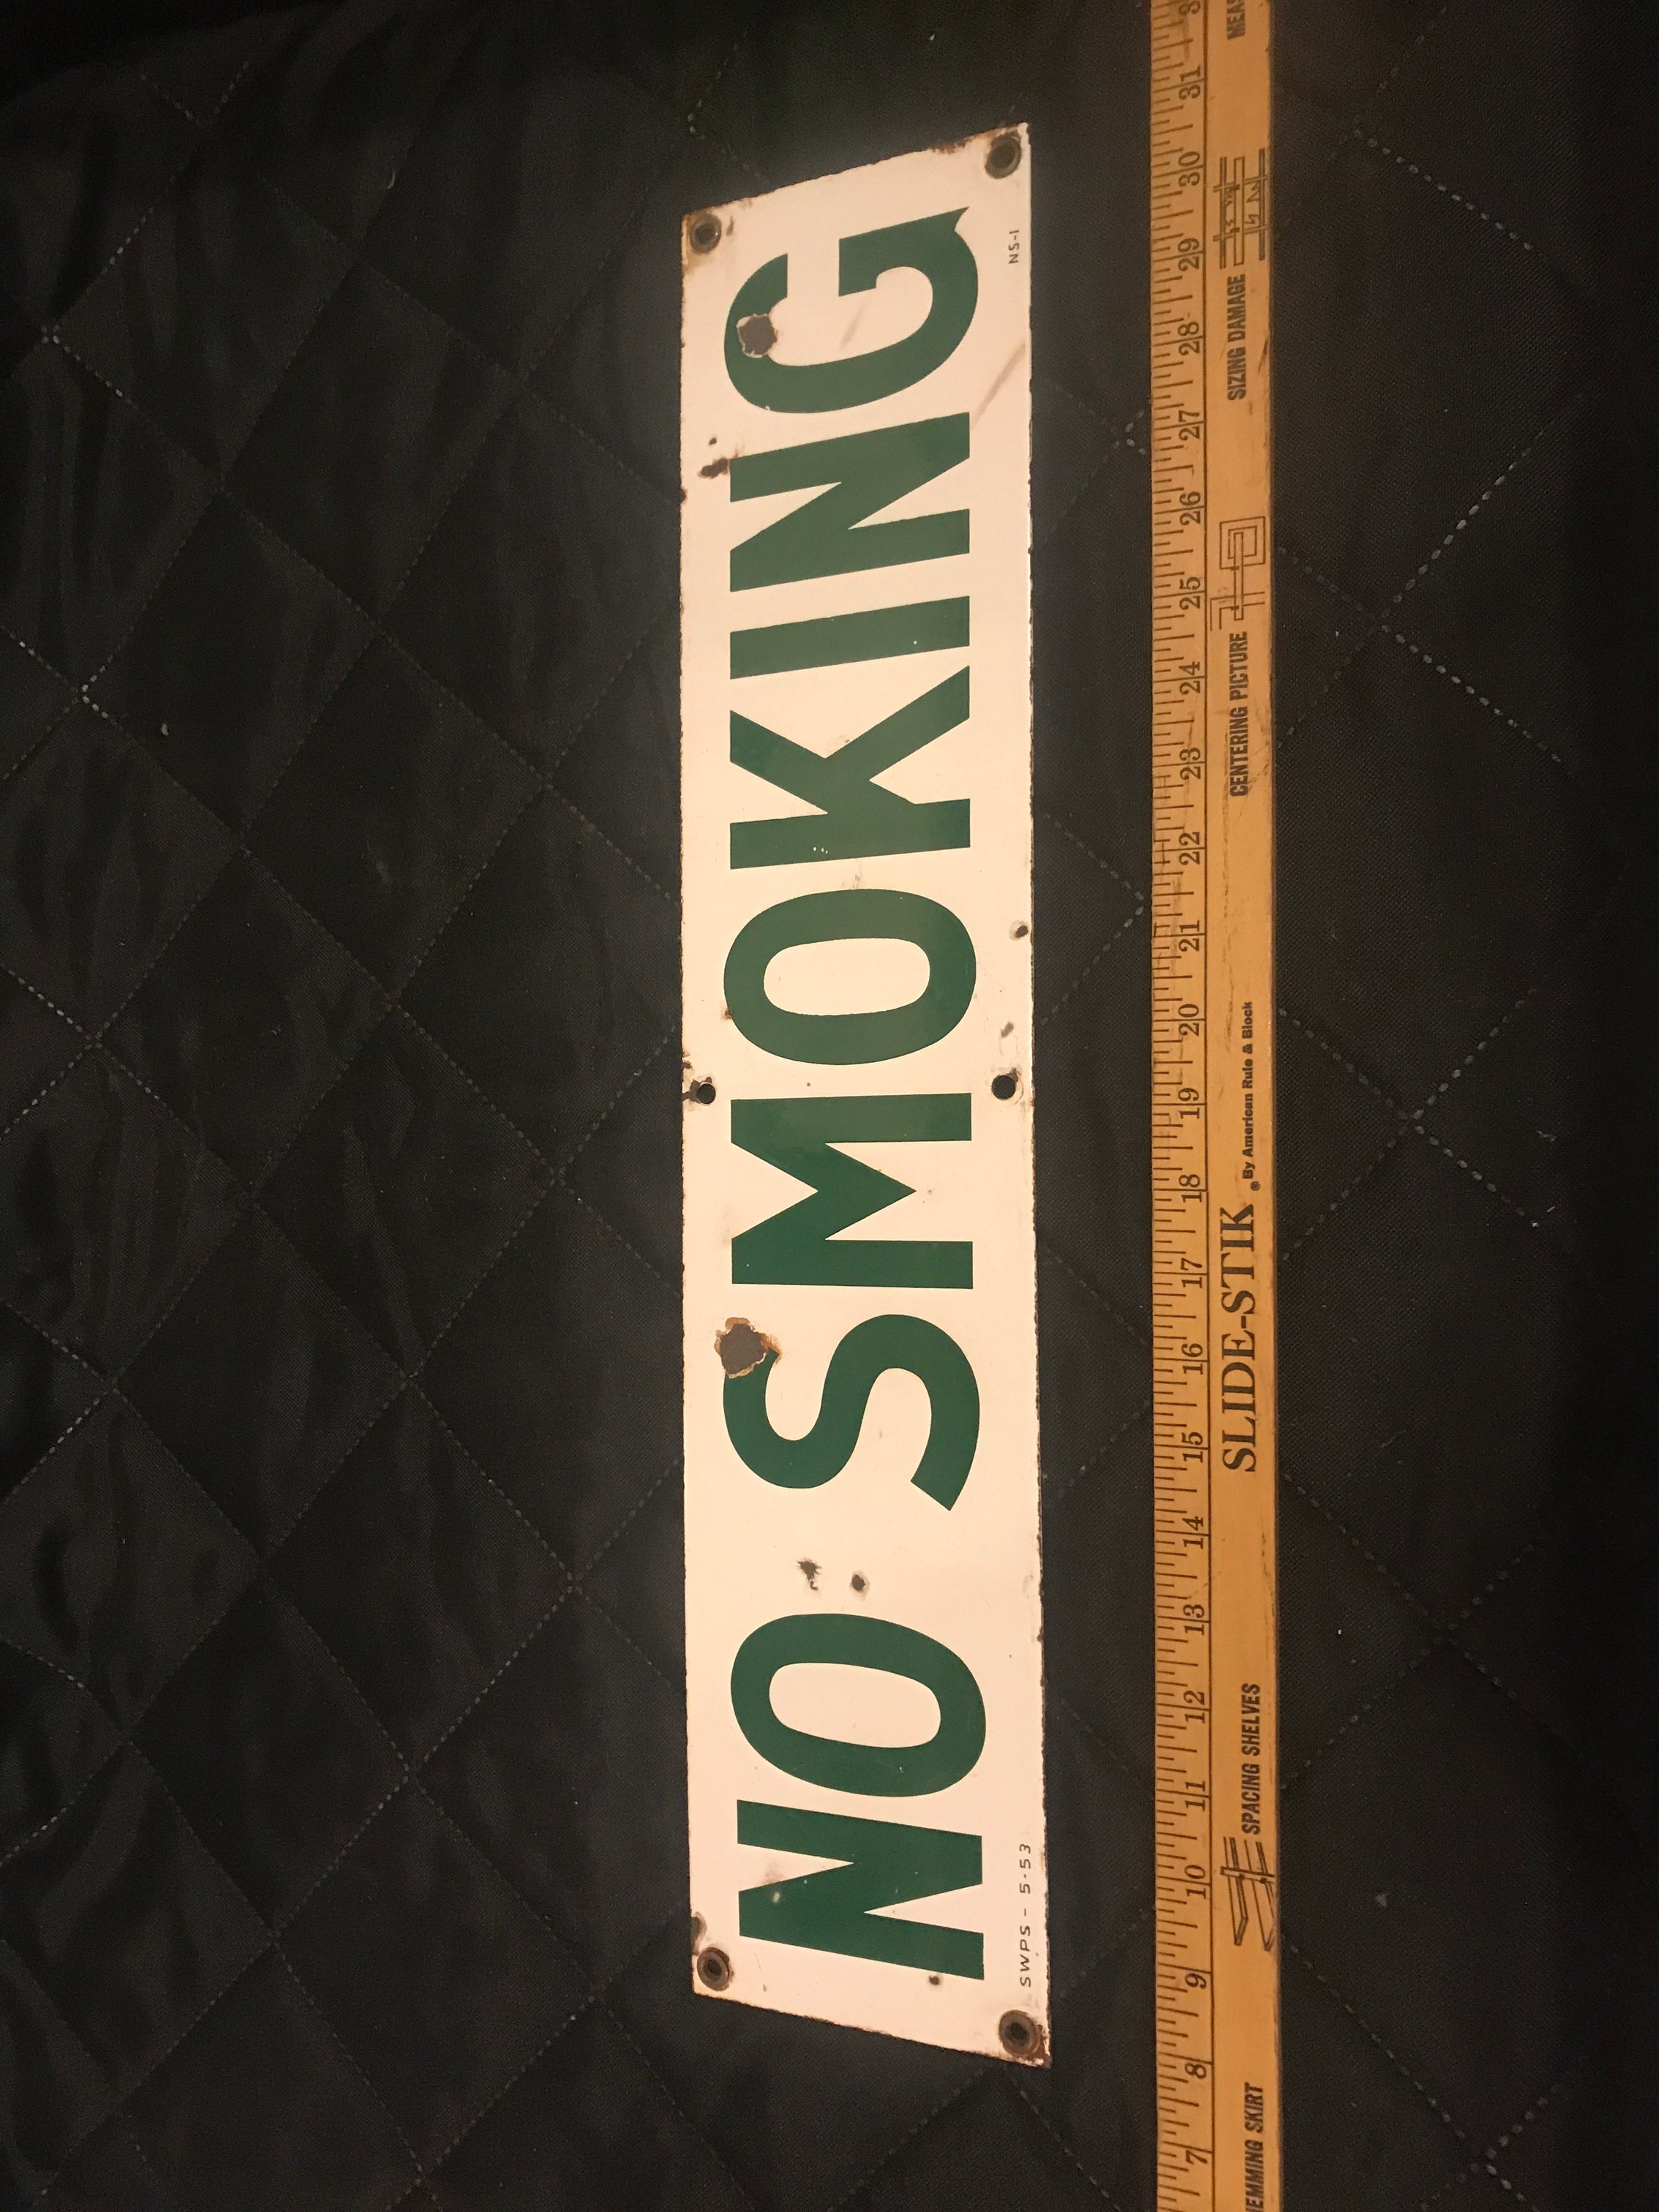 NO SMOKING
SWPS - 5-53
NS-1
7 8 9 10 11 12 13 14 15 16 17 18 19 20 21 22 23 24 25 26 27 28 29 30 31
HEMMING SKIRT
SPACING SHELVES
SLIDE-STIK
® By American Rule & Block
CENTERING PICTURE
SIZING DAMAGE